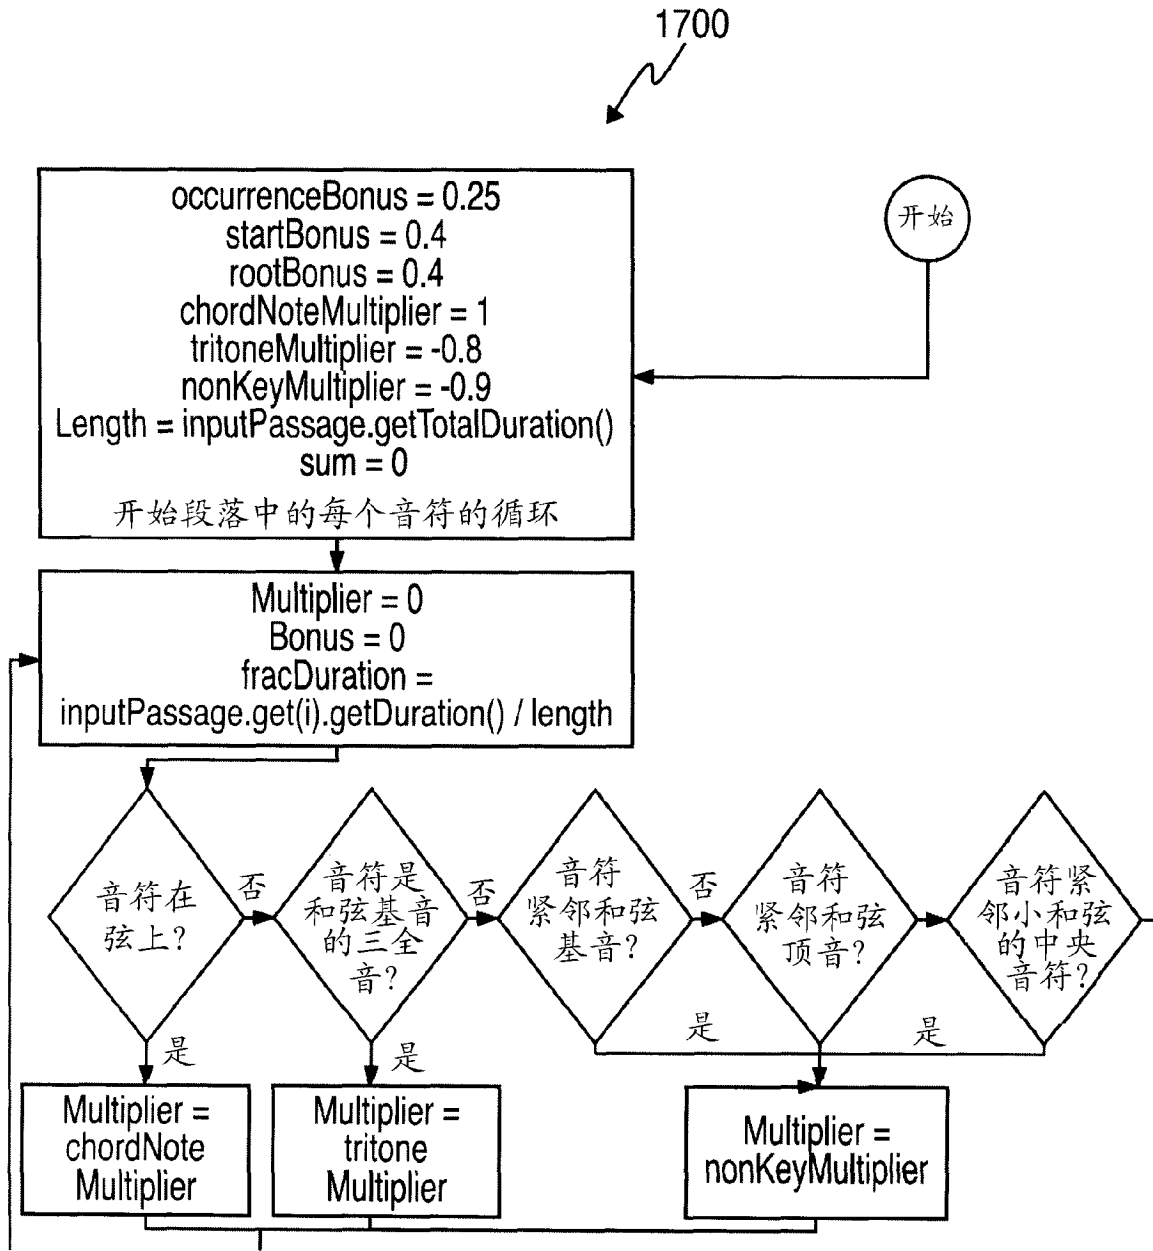 1700
开始
occurrenceBonus = 0.25
startBonus = 0.4
rootBonus = 0.4
chordNoteMultiplier = 1
tritoneMultiplier = -0.8
nonKeyMultiplier = -0.9
Length = inputPassage.getTotalDuration()
sum = 0
开始段落中的每个音符的循环
Multiplier = 0
Bonus = 0
fracDuration =
inputPassage.get(i).getDuration() / length
音符在
弦上？
否
音符是
和弦基音
的三全
音？
否
音符
紧邻和弦
基音？
否
音符
紧邻和弦
顶音？
音符紧
邻小和弦
的中央
音符？
是
是
是
是
Multiplier =
chordNote
Multiplier
Multiplier =
tritone
Multiplier
Multiplier =
nonKeyMultiplier